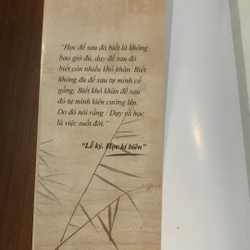 "Học để sau đó biết là không
bao giờ đủ, dạy để sau đó
biết còn nhiều khó khăn. Biết
không đủ để sau tự mình cố
gắng. Biết khó khăn để sau
đó tự mình kiên cường lên.
Do đó nói rằng : Dạy và học
là việc suốt đời."
"Lễ ký. Học kí biên"